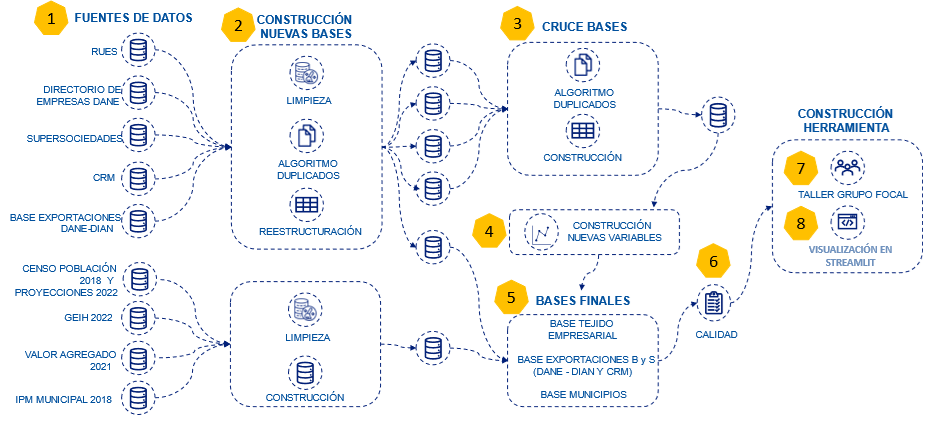 1
FUENTES DE DATOS
RUES
DIRECTORIO DE
EMPRESAS DANE
SUPERSOCIEDADES
CRM
BASE EXPORTACIONES
DANE-DIAN
CENSO POBLACIÓN
2018 Y
PROYECCIONES 2022
GEIH 2022
VALOR AGREGADO
2021
IPM MUNICIPAL 2018
2
CONSTRUCCIÓN
NUEVAS BASES
LIMPIEZA
ALGORITMO
DUPLICADOS
REESTRUCTURACIÓN
LIMPIEZA
CONSTRUCCIÓN
3
CRUCE BASES
ALGORITMO
DUPLICADOS
CONSTRUCCIÓN
4
CONSTRUCCIÓN
NUEVAS VARIABLES
5
BASES FINALES
BASE TEJIDO
EMPRESARIAL
BASE EXPORTACIONES B y S
(DANE - DIAN Y CRM)
BASE MUNICIPIOS
6
CALIDAD
CONSTRUCCIÓN
HERRAMIENTA
7
TALLER GRUPO FOCAL
8
VISUALIZACIÓN EN
STREAMLIT